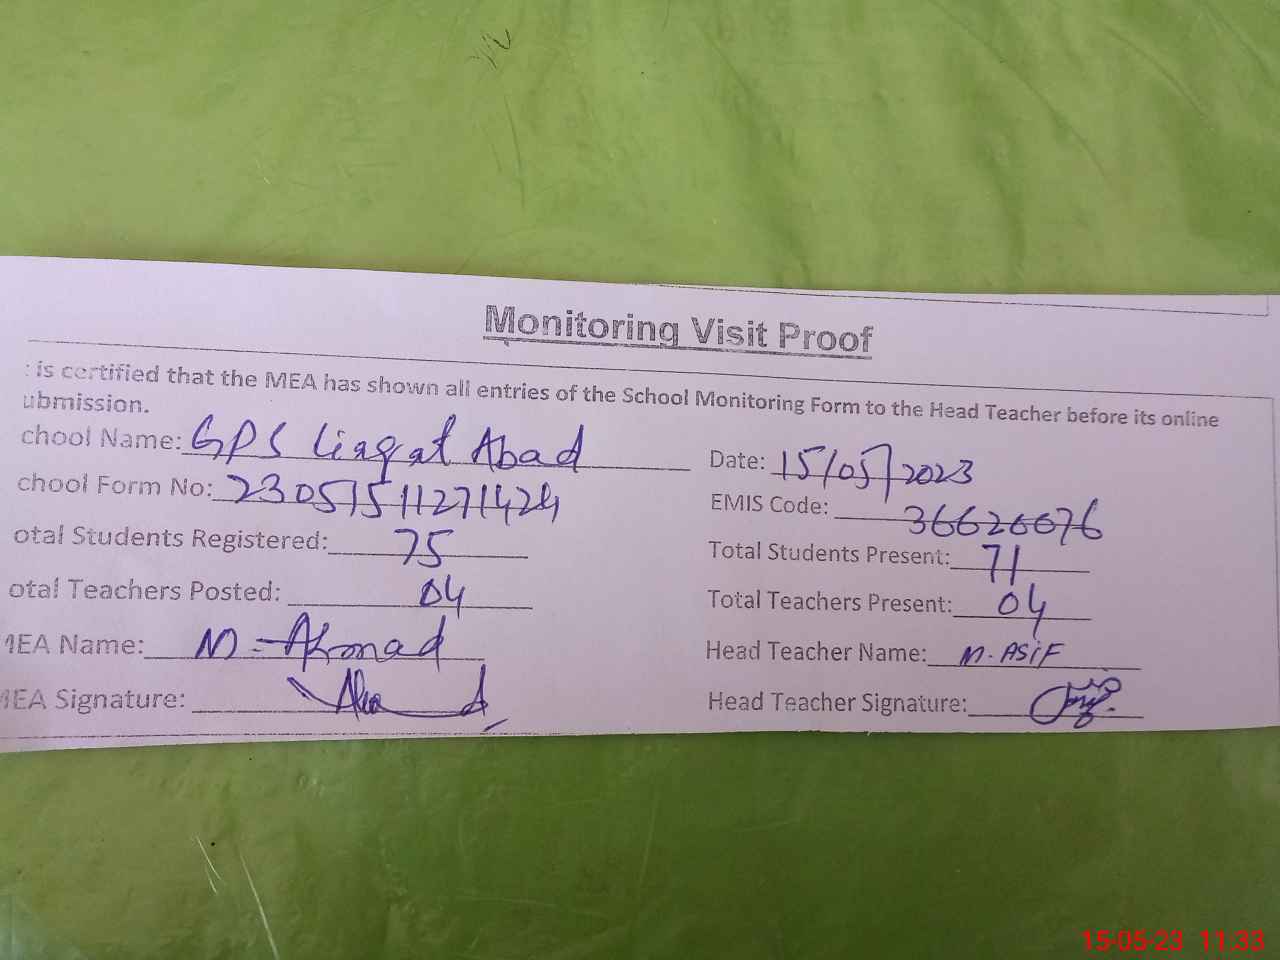 Monitoring Visit Proof
is certified that the MEA has shown all entries of the School Monitoring Form to the Head Teacher before its online
ubmission.
chool Name: GPS Liaqat Abad
Date: 15/05/2023
chool Form No: 23051511271424
EMIS Code: 36626076
otal Students Registered: 75
Total Students Present: 71
otal Teachers Posted: 04
Total Teachers Present: 04
MEA Name: M-Ahmad
Head Teacher Name: M. ASiF
MEA Signature:
Head Teacher Signature:
15-05-23 11:33